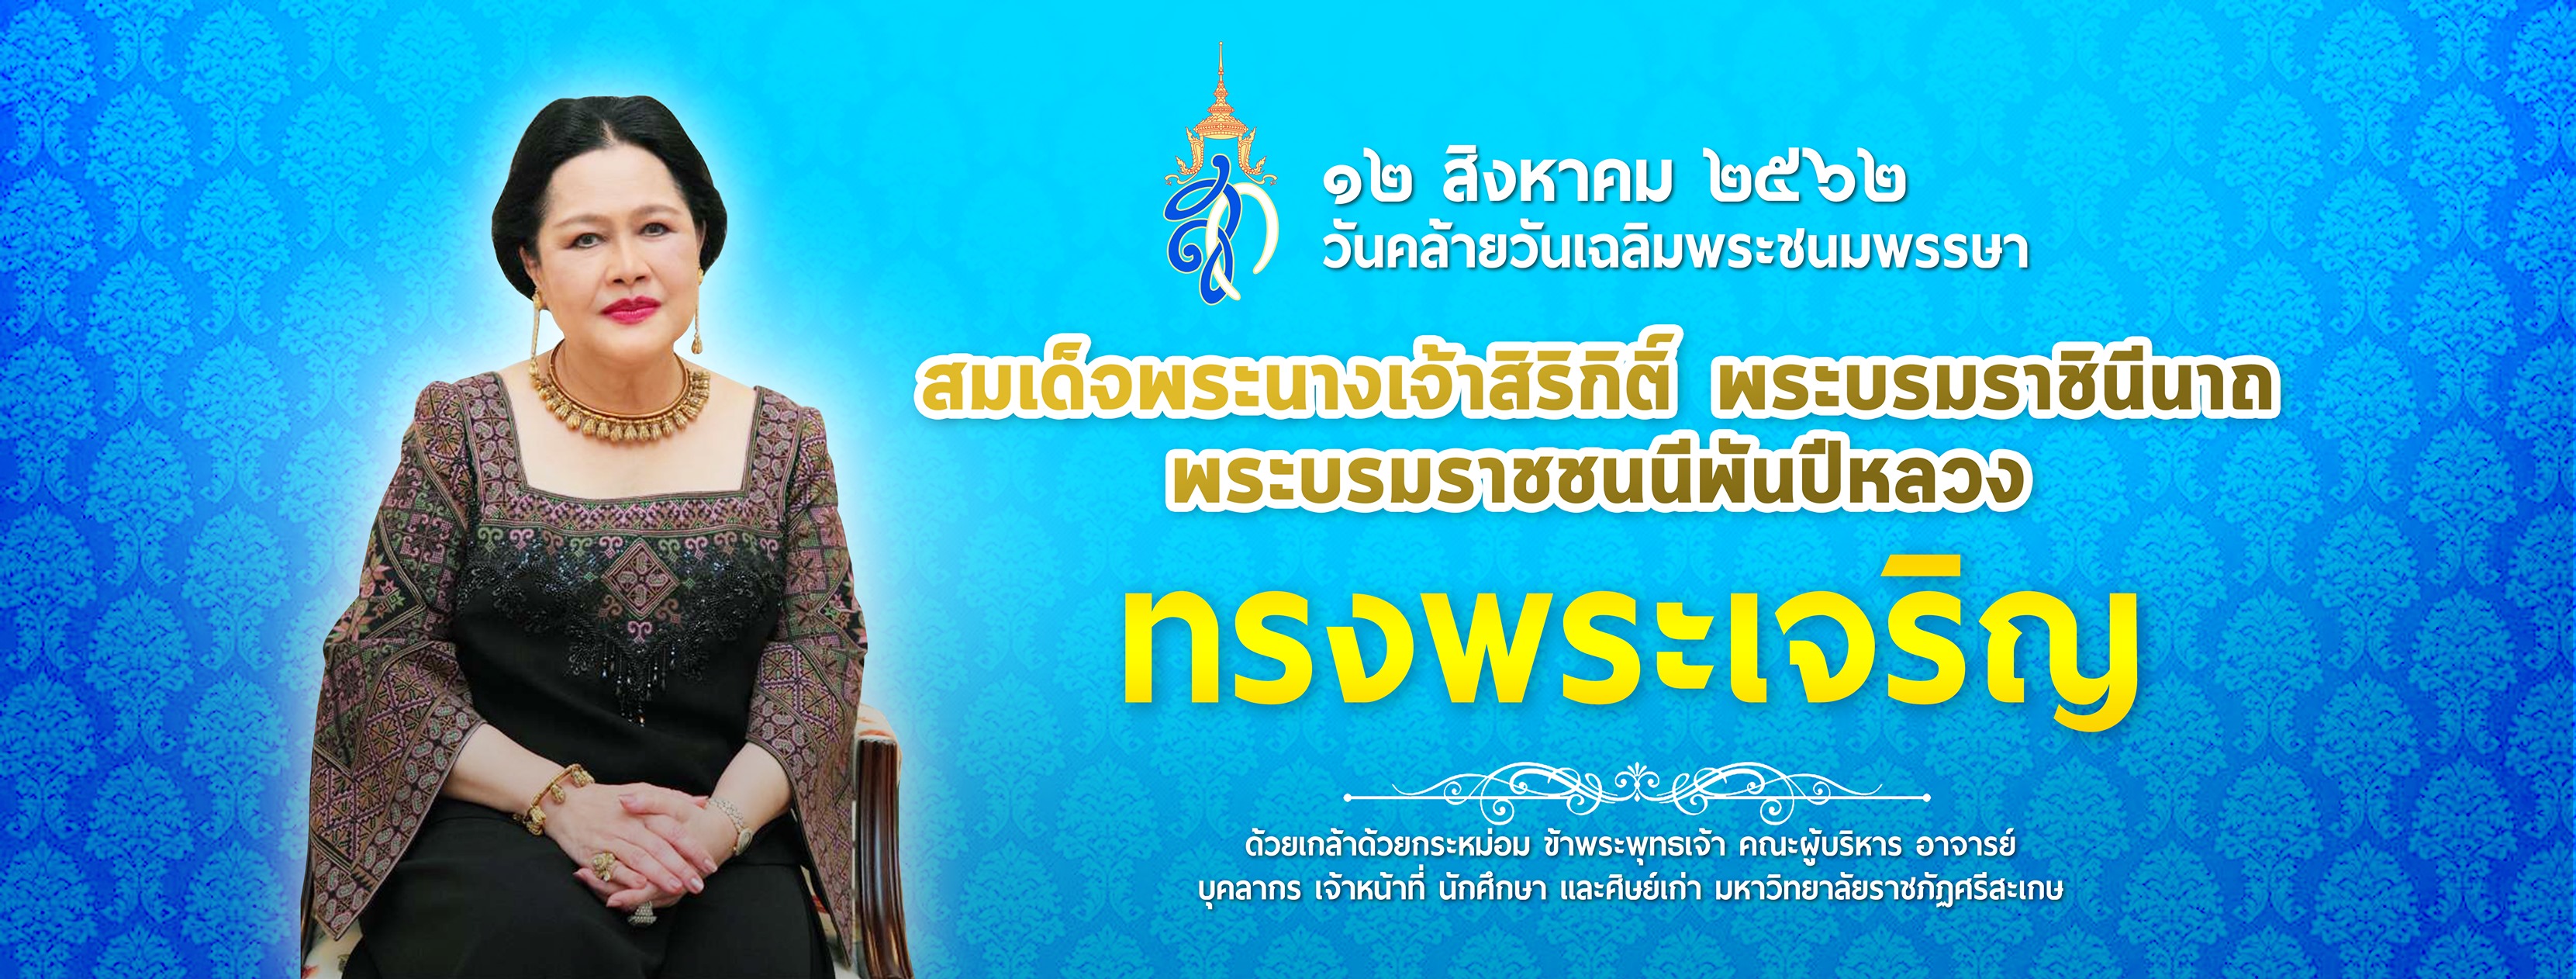 ๑๒ สิงหาคม ๒๕๖๒
วันคล้ายวันเฉลิมพระชนมพรรษา
สมเด็จพระนางเจ้าสิริกิติ์ พระบรมราชินีนาถ
พระบรมราชชนนีพันปีหลวง
ทรงพระเจริญ
ด้วยเกล้าด้วยกระหม่อม ข้าพระพุทธเจ้า คณะผู้บริหาร อาจารย์
บุคลากร เจ้าหน้าที่ นักศึกษา และศิษย์เก่า มหาวิทยาลัยราชภัฏศรีสะเกษ